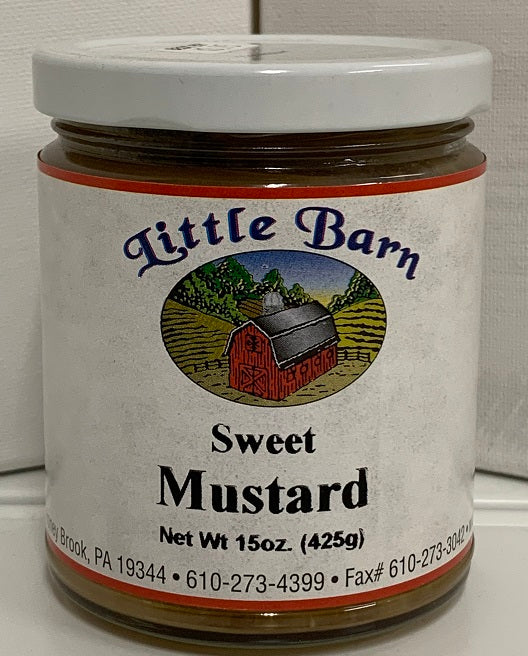 Little Barn
Sweet
Mustard
Net Wt 15oz. (425g)
Brook, PA 19344 • 610-273-4399 • Fax# 610-273-3042 •